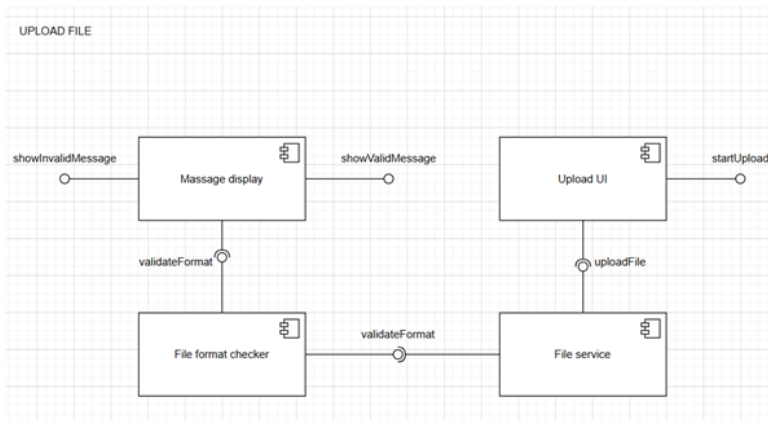 UPLOAD FILE
showInvalidMessage
showValidMessage
startUpload
Massage display
Upload UI
validateFormat
uploadFile
validateFormat
File format checker
File service